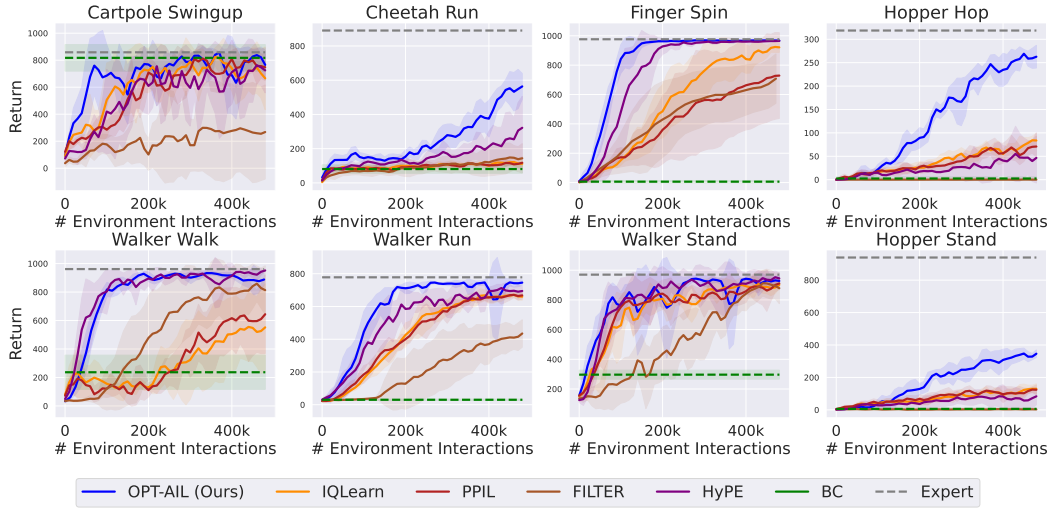 Cartpole Swingup
Cheetah Run
Finger Spin
Hopper Hop
Return
1000
800
600
400
200
0
800
600
400
200
0
1000
800
600
400
200
0
300
250
200
150
100
50
0
0
200k
400k
0
200k
400k
0
200k
400k
0
200k
400k
# Environment Interactions
# Environment Interactions
# Environment Interactions
# Environment Interactions
Walker Walk
Walker Run
Walker Stand
Hopper Stand
Return
1000
800
600
400
200
0
800
600
400
200
0
1000
800
600
400
200
800
600
400
200
0
0
200k
400k
0
200k
400k
0
200k
400k
0
200k
400k
# Environment Interactions
# Environment Interactions
# Environment Interactions
# Environment Interactions
OPT-AIL (Ours)
IQLearn
PPIL
FILTER
HyPE
BC
Expert